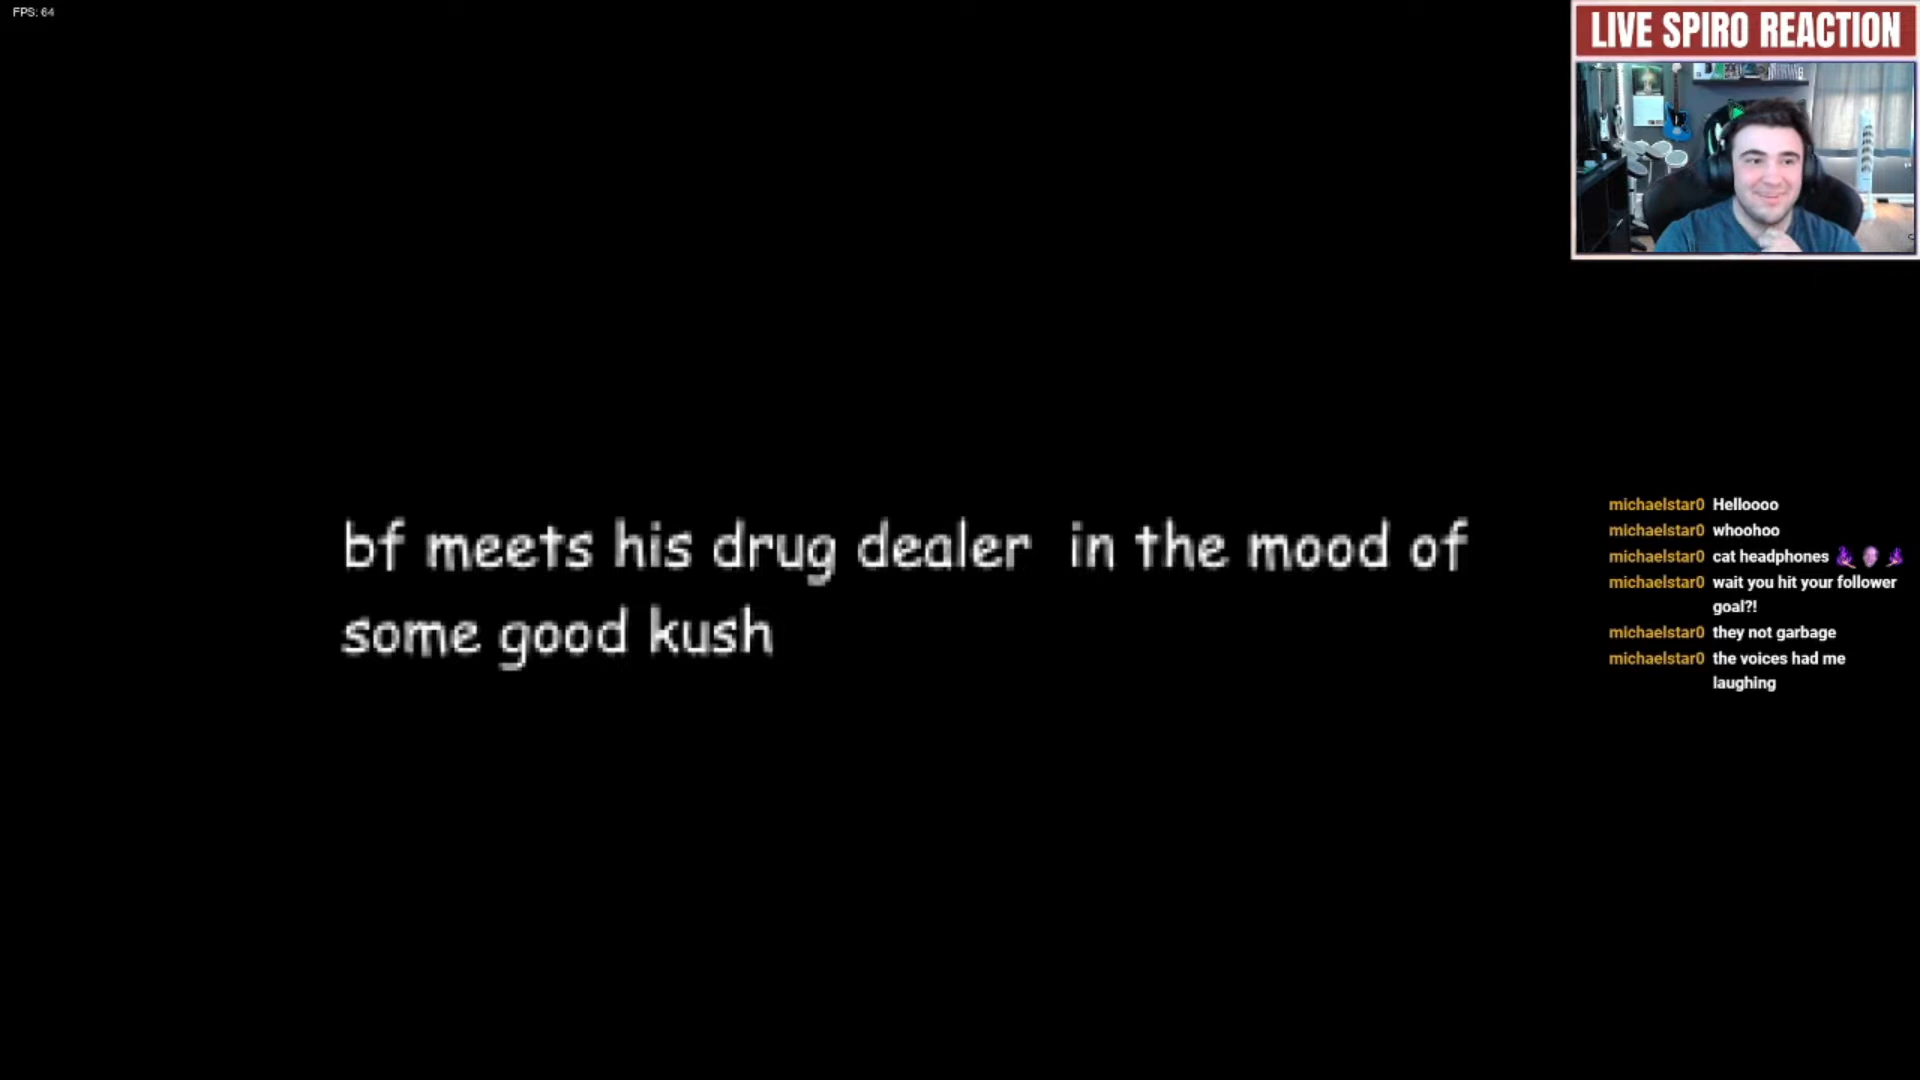 FPS: 64
LIVE SPIRO REACTION
bf meets his drug dealer  in the mood of
some good kush
michaelstar0 Helloooo
michaelstar0 whoohoo
michaelstar0 cat headphones
michaelstar0 wait you hit your follower
goal?!
michaelstar0 they not garbage
michaelstar0 the voices had me
laughing